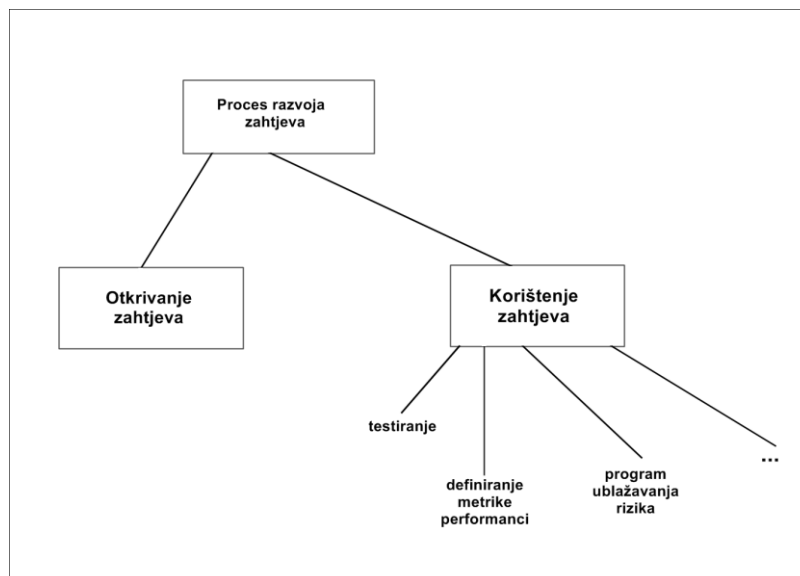 Proces razvoja
zahtjeva
Otkrivanje
zahtjeva
Korištenje
zahtjeva
testiranje
definiranje
metrike
performanci
program
ublažavanja
rizika
...